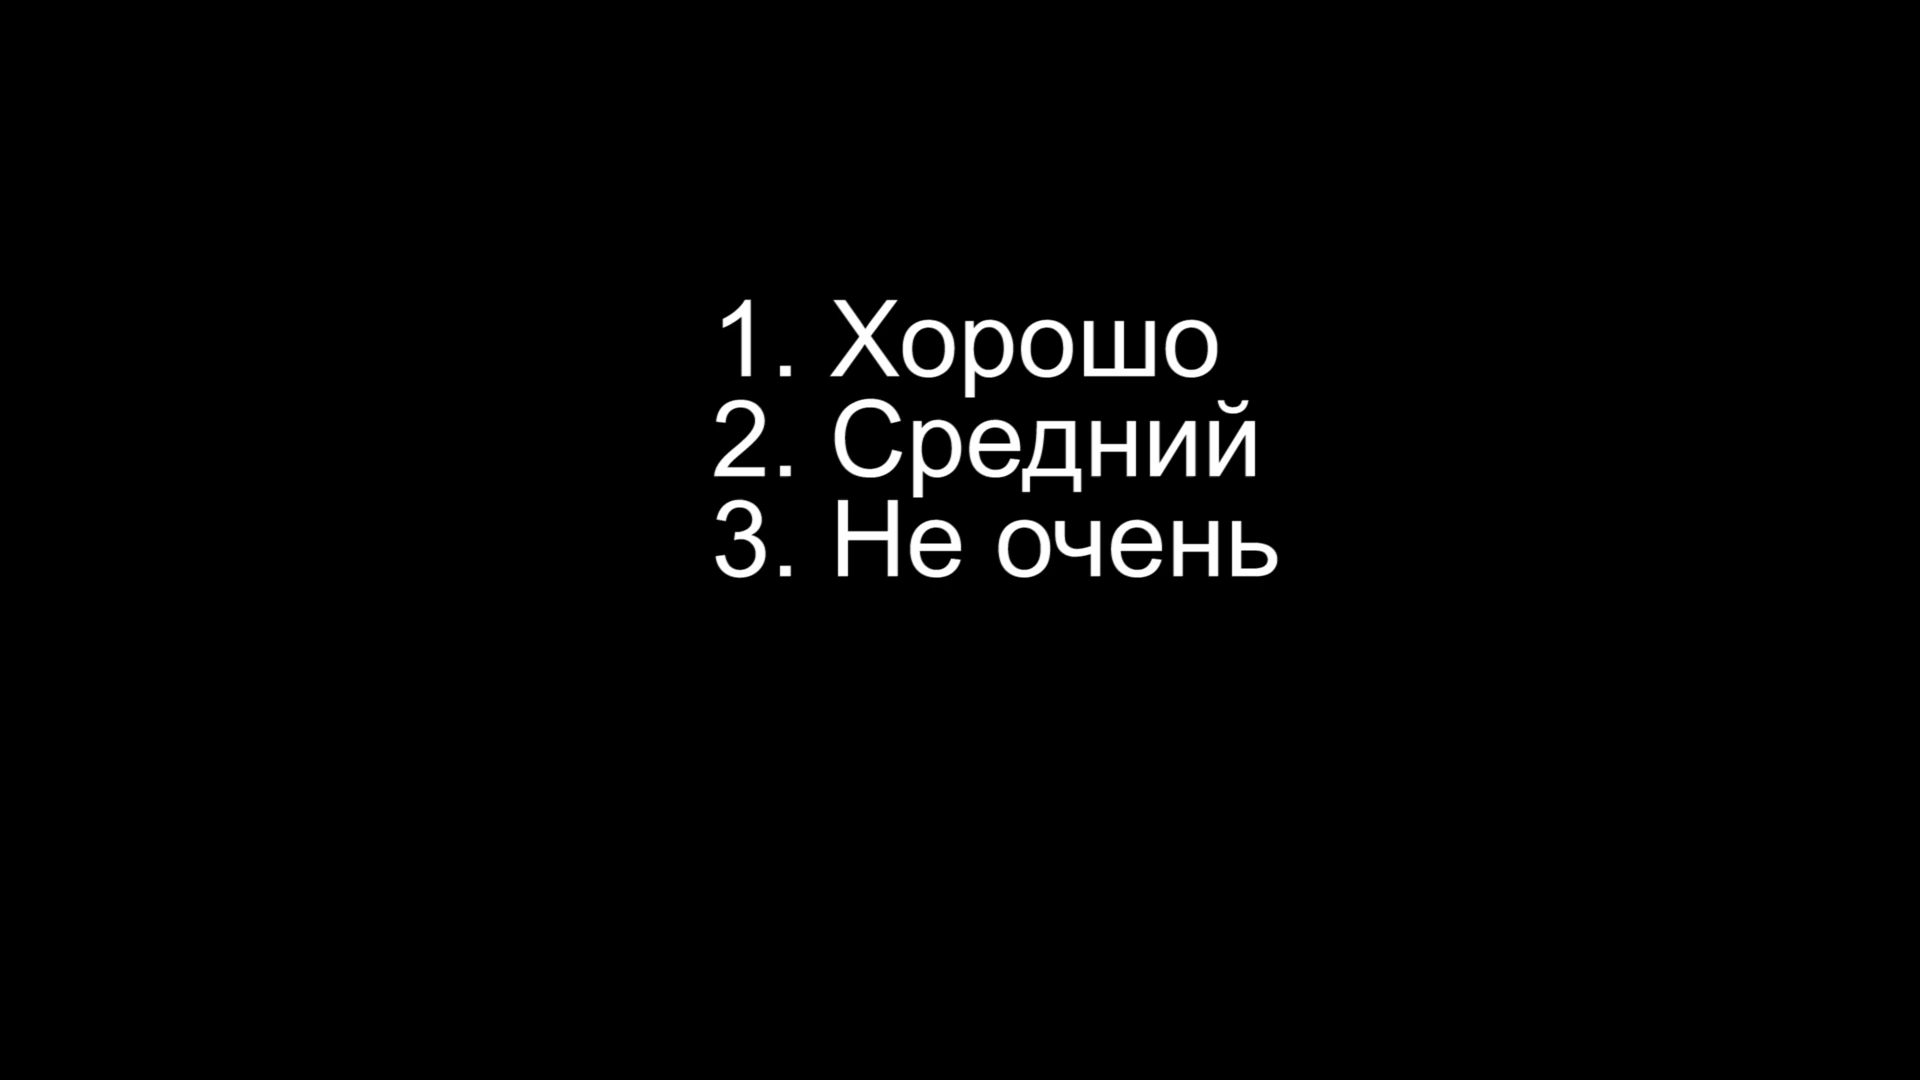 1. Хорошо
2. Средний
3. Не очень